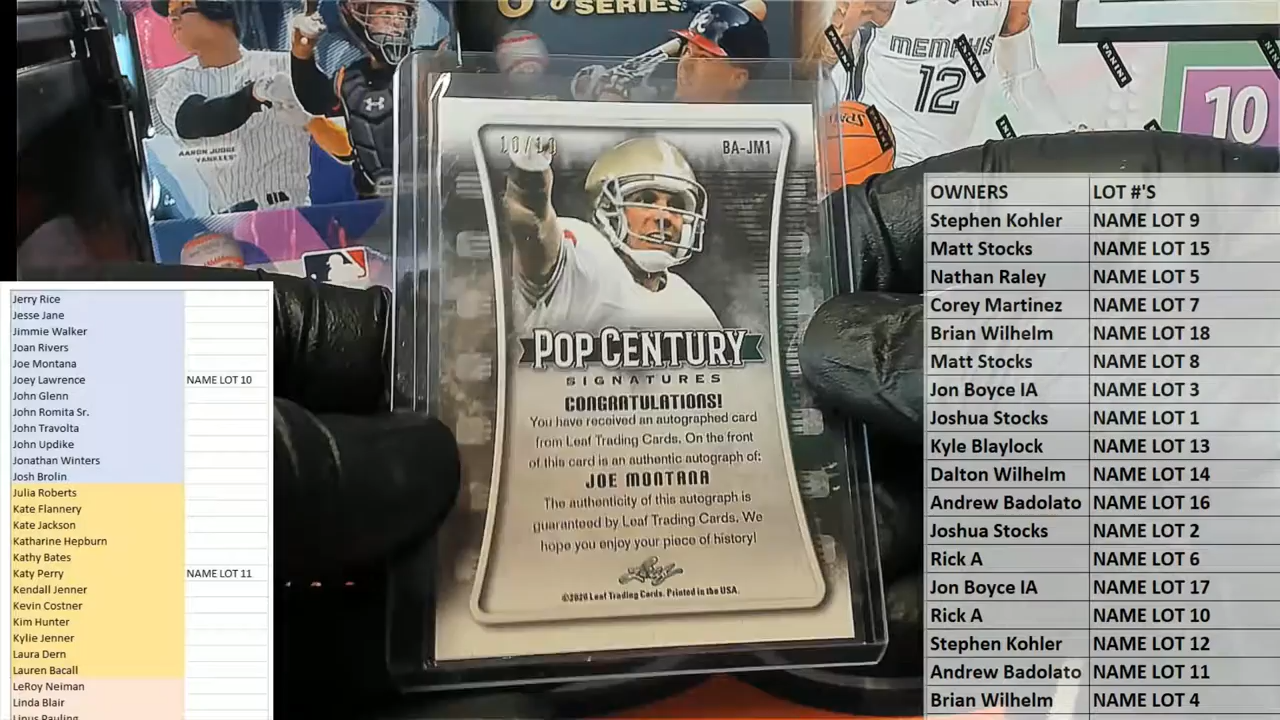 SERIES
MEMPHIS
12
PANINI
10
AARON JUDGE
YANKEES
10/10
BA-JM1
POP CENTURY
SIGNATURES
CONGRATULATIONS!
You have received an autographed card
from Leaf Trading Cards. On the front
of this card is an authentic autograph of:
JOE MONTANA
The authenticity of this autograph is
guaranteed by Leaf Trading Cards. We
hope you enjoy your piece of history!
Leaf
©2020 Leaf Trading Cards. Printed in the USA.
Jerry Rice
Jesse Jane
Jimmie Walker
Joan Rivers
Joe Montana
Joey Lawrence NAME LOT 10
John Glenn
John Romita Sr.
John Travolta
John Updike
Jonathan Winters
Josh Brolin
Julia Roberts
Kate Flannery
Kate Jackson
Katharine Hepburn
Kathy Bates
Katy Perry NAME LOT 11
Kendall Jenner
Kevin Costner
Kim Hunter
Kylie Jenner
Laura Dern
Lauren Bacall
LeRoy Neiman
Linda Blair
Linus Pauling
OWNERS LOT #'S
Stephen Kohler NAME LOT 9
Matt Stocks NAME LOT 15
Nathan Raley NAME LOT 5
Corey Martinez NAME LOT 7
Brian Wilhelm NAME LOT 18
Matt Stocks NAME LOT 8
Jon Boyce IA NAME LOT 3
Joshua Stocks NAME LOT 1
Kyle Blaylock NAME LOT 13
Dalton Wilhelm NAME LOT 14
Andrew Badolato NAME LOT 16
Joshua Stocks NAME LOT 2
Rick A NAME LOT 6
Jon Boyce IA NAME LOT 17
Rick A NAME LOT 10
Stephen Kohler NAME LOT 12
Andrew Badolato NAME LOT 11
Brian Wilhelm NAME LOT 4